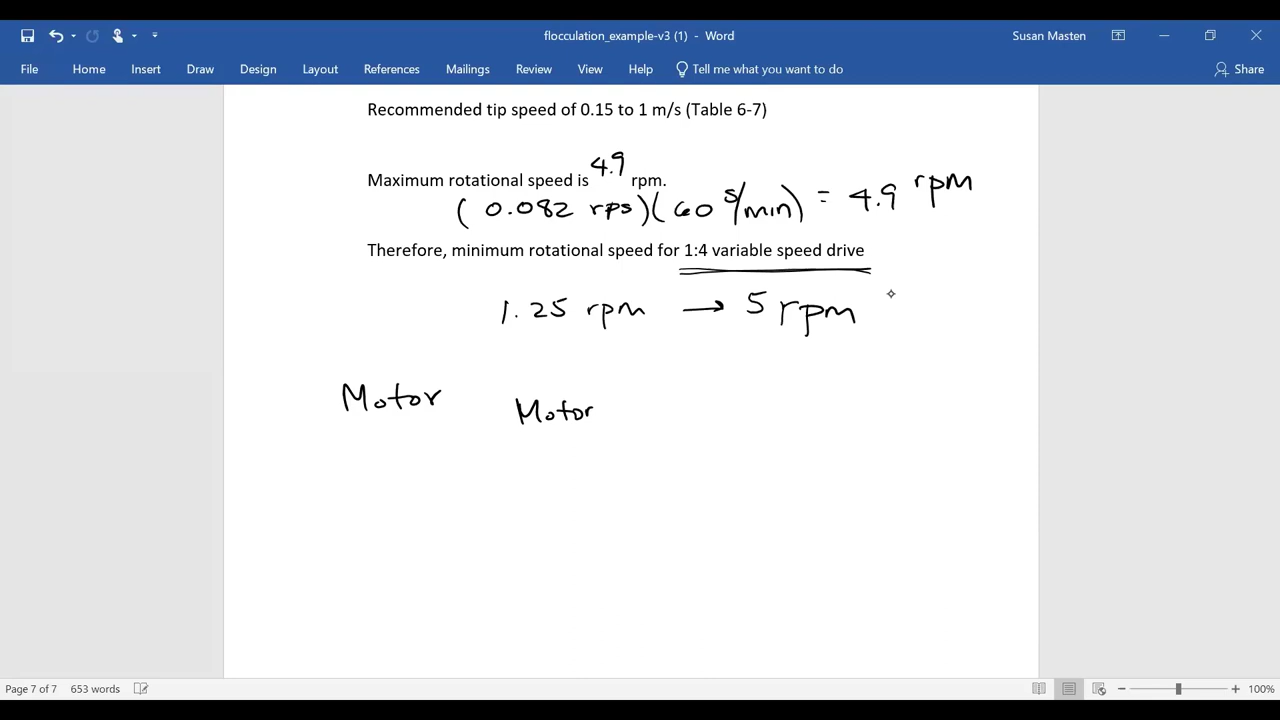 flocculation_example-v3 (1) - Word
Susan Masten
File Home Insert Draw Design Layout References Mailings Review View Help Tell me what you want to do Share
Recommended tip speed of 0.15 to 1 m/s (Table 6-7)
Maximum rotational speed is 4.9 rpm.
(0.082 rps)(60 s/min) = 4.9 rpm
Therefore, minimum rotational speed for 1:4 variable speed drive
1.25 rpm → 5 rpm
Motor Motor
Page 7 of 7 653 words 100%